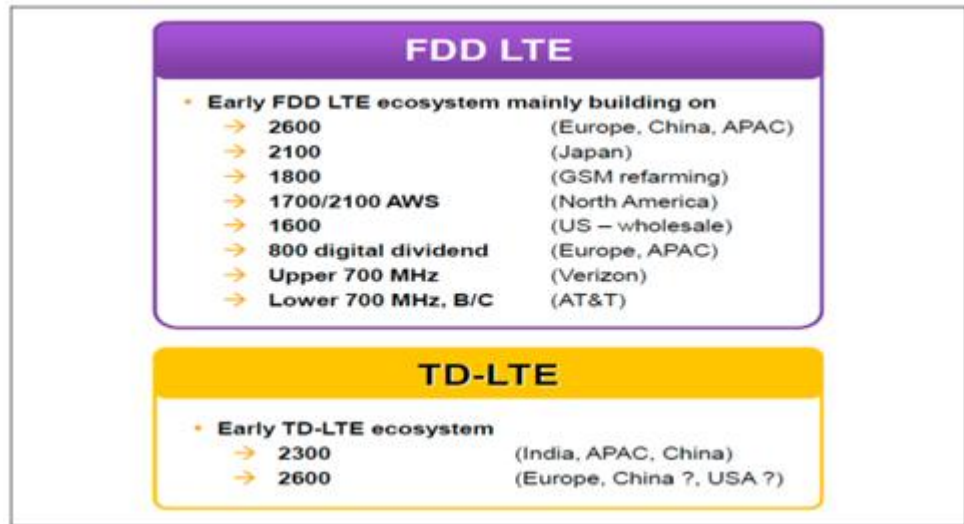 FDD LTE
• Early FDD LTE ecosystem mainly building on
→ 2600 (Europe, China, APAC)
→ 2100 (Japan)
→ 1800 (GSM refarming)
→ 1700/2100 AWS (North America)
→ 1600 (US – wholesale)
→ 800 digital dividend (Europe, APAC)
→ Upper 700 MHz (Verizon)
→ Lower 700 MHz, B/C (AT&T)
TD-LTE
• Early TD-LTE ecosystem
→ 2300 (India, APAC, China)
→ 2600 (Europe, China ?, USA ?)